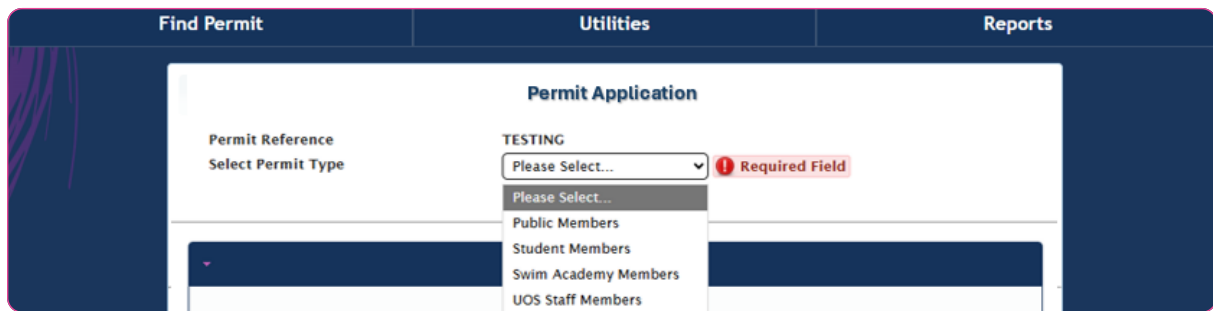 Find Permit Utilities Reports
Permit Application
Permit Reference TESTING
Select Permit Type Please Select... Required Field
Please Select...
Public Members
Student Members
Swim Academy Members
UOS Staff Members